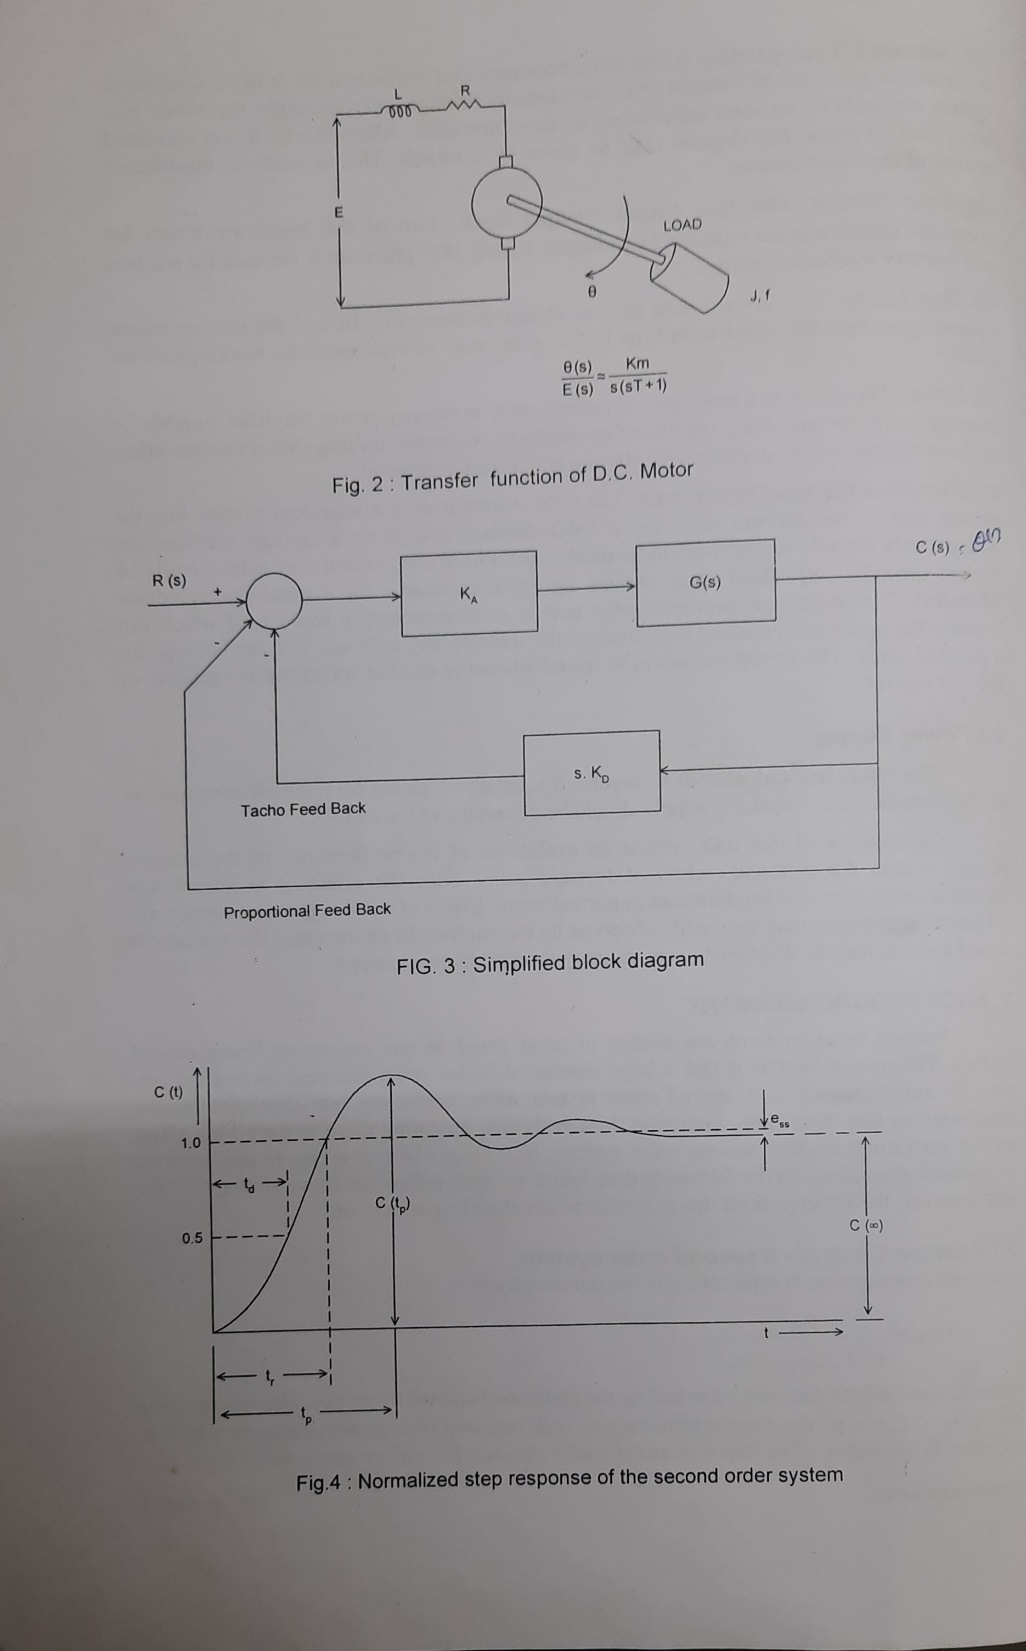 L
R
E
LOAD
θ
J, f
θ(s)/E(s) ≈ Km/s(sT+1)
Fig. 2 : Transfer function of D.C. Motor
C (s)
R (s)
+
K_A
G(s)
-
-
s. K_D
Tacho Feed Back
Proportional Feed Back
FIG. 3 : Simplified block diagram
C (t)
e_ss
1.0
t_d
C (t_p)
C (∞)
0.5
t
t_r
t_p
Fig.4 : Normalized step response of the second order system